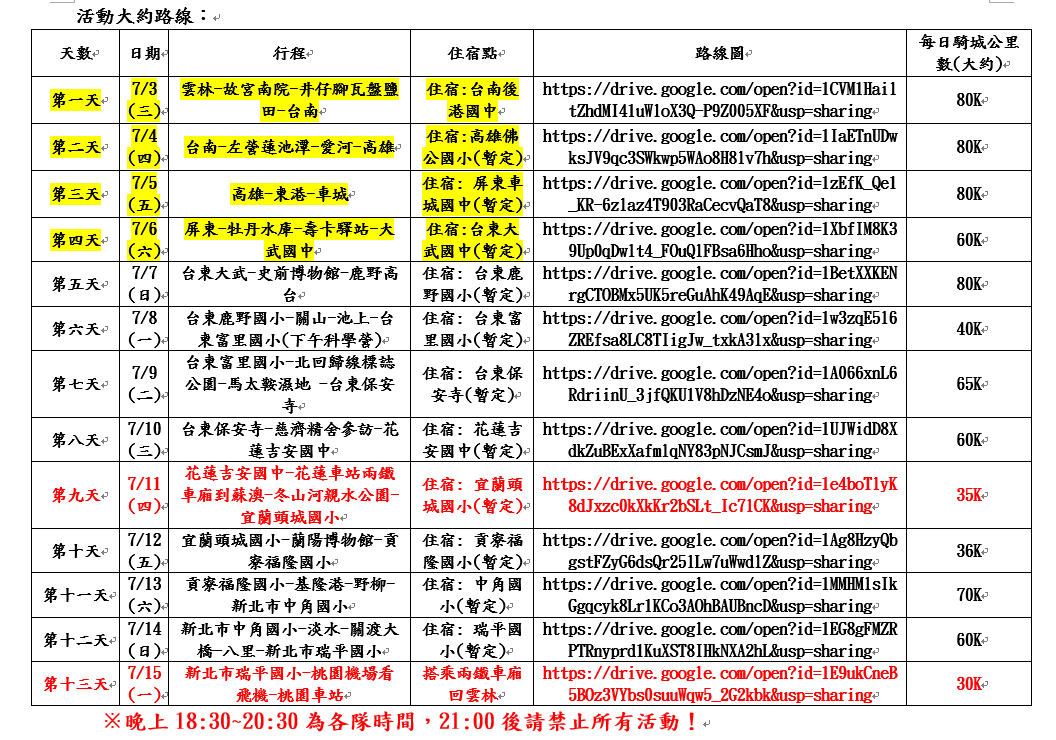 活動大約路線：
天數 日期 行程 住宿點 路線圖 每日騎城公里
數(大約)
第一天 7/3 雲林-故宮南院-井仔腳瓦盤鹽 住宿:台南後 https://drive.google.com/open?id=1CVM1Hail 80K
(三) 田-台南 港國中 tZhdMI41uWloX3Q-P9Z005XF&usp=sharing
第二天 7/4 台南-左營蓮池潭-愛河-高雄 住宿:高雄佛 https://drive.google.com/open?id=1IaETnUDw 80K
(四) 公國小(暫定) ksJV9qc3SWkwp5WAo8H81v7h&usp=sharing
第三天 7/5 高雄-東港-車城 住宿: 屏東車 https://drive.google.com/open?id=1zEfK_Qel 80K
(五) 城國中(暫定) _KR-6z1az4T903RaCecvQaT8&usp=sharing
第四天 7/6 屏東-牡丹水庫-壽卡驛站-大 住宿:台東大 https://drive.google.com/open?id=1XbfIM8K3 60K
(六) 武國中 武國中(暫定) 9Up0qDwlt4_FOuQ1FBsa6Hho&usp=sharing
第五天 7/7 台東大武-史前博物館-鹿野高 住宿: 台東鹿 https://drive.google.com/open?id=1BetXXKEN 80K
(日) 台 野國小(暫定) rgCTOBMx5UK5reGuAhK49AqE&usp=sharing
第六天 7/8 台東鹿野國小-關山-池上-台 住宿: 台東富 https://drive.google.com/open?id=1w3zqE516 40K
(一) 東富里國小(下午科學營) 里國小(暫定) ZREfsa8LC8TIigJw_txkA31x&usp=sharing
第七天 7/9 台東富里國小-北回歸線標誌 住宿: 台東保 https://drive.google.com/open?id=1A066xnL6 65K
(二) 公園-馬太鞍濕地 -台東保安 安寺(暫定) RdriinU_3jfQKU1V8hDzNE4o&usp=sharing
寺
第八天 7/10 台東保安寺-慈濟精舍參訪-花 住宿: 花蓮吉 https://drive.google.com/open?id=1UJWidD8X 60K
(三) 蓮吉安國中 安國中(暫定) dkZuBExXafmlqNY83pNJCsmJ&usp=sharing
第九天 7/11 花蓮吉安國中-花蓮車站兩鐵 住宿: 宜蘭頭 https://drive.google.com/open?id=1e4boTlyK 35K
(四) 車廂到蘇澳-冬山河親水公園- 城國小(暫定) 8dJxzc0kXkKr2bSLt_Ic71CK&usp=sharing
宜蘭頭城國小
第十天 7/12 宜蘭頭城國小-蘭陽博物館-貢 住宿: 貢寮福 https://drive.google.com/open?id=1Ag8HzyQb 36K
(五) 寮福隆國小 隆國小(暫定) gstFZyG6dsQr251Lw7uWwd1Z&usp=sharing
第十一天 7/13 貢寮福隆國小-基隆港-野柳- 住宿: 中角國 https://drive.google.com/open?id=1MMHM1sIk 70K
(六) 新北市中角國小 小(暫定) Ggqcyk8Lr1KCo3AOhBAUBncD&usp=sharing
第十二天 7/14 新北市中角國小-淡水-關渡大 住宿: 瑞平國 https://drive.google.com/open?id=1EG8gFMZR 60K
(日) 橋-八里-新北市瑞平國小 小(暫定) PTRnyprd1KuXST8IHkNXA2hL&usp=sharing
第十三天 7/15 新北市瑞平國小-桃園機場看 搭乘兩鐵車廂 https://drive.google.com/open?id=1E9ukCneB 30K
(一) 飛機-桃園車站 回雲林 5BOz3VYbs0suuWqw5_2G2kbk&usp=sharing
※晚上 18:30~20:30 為各隊時間，21:00 後請禁止所有活動！